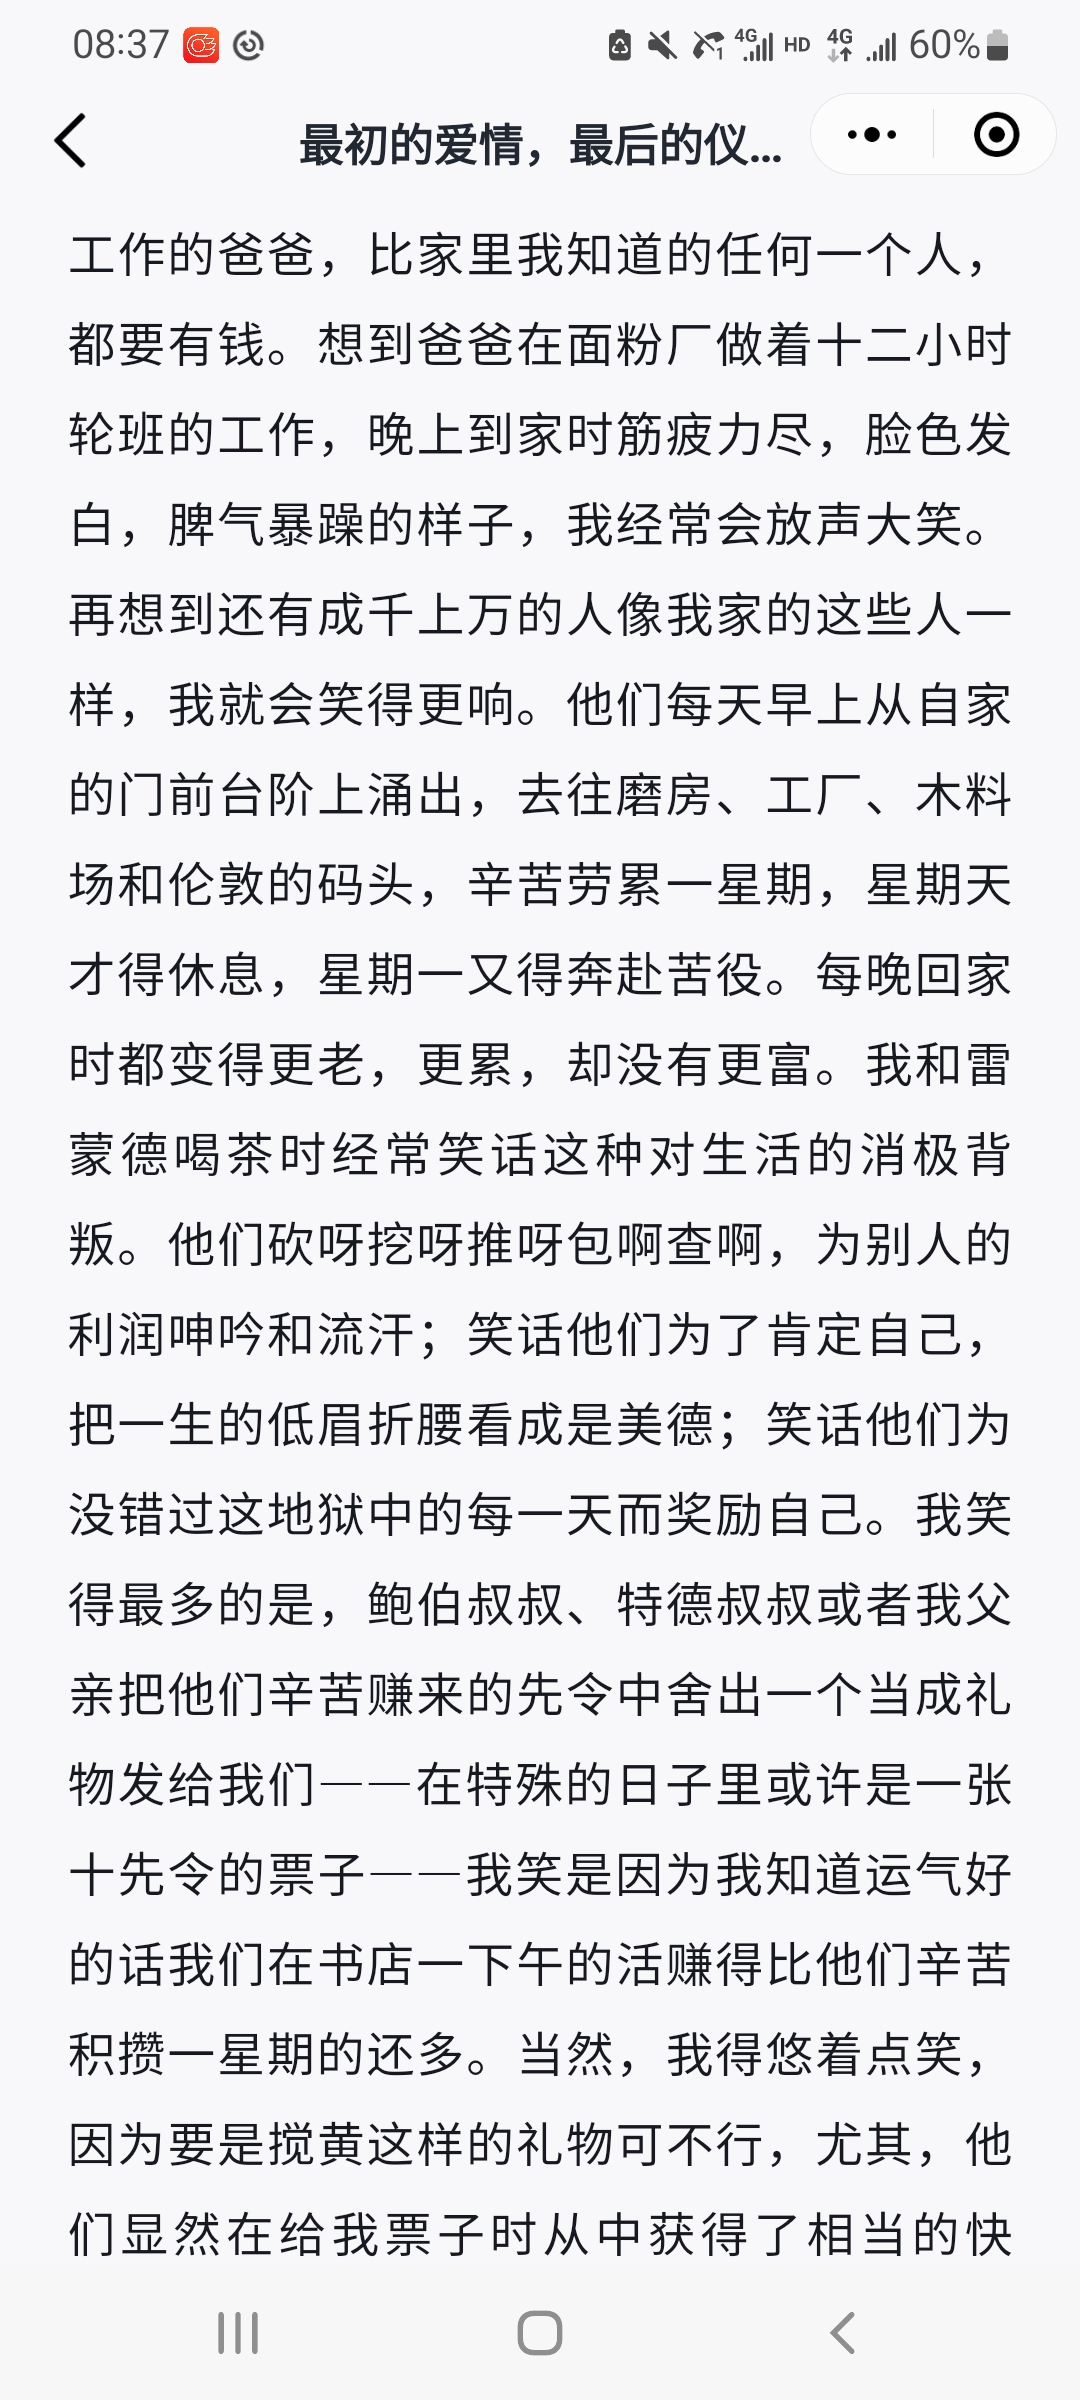 08:37
4G HD 4G 60%
最初的爱情，最后的仪...
工作的爸爸，比家里我知道的任何一个人，
都要有钱。想到爸爸在面粉厂做着十二小时
轮班的工作，晚上到家时筋疲力尽，脸色发
白，脾气暴躁的样子，我经常会放声大笑。
再想到还有成千上万的人像我家的这些人一
样，我就会笑得更响。他们每天早上从自家
的门前台阶上涌出，去往磨房、工厂、木料
场和伦敦的码头，辛苦劳累一星期，星期天
才得休息，星期一又得奔赴苦役。每晚回家
时都变得更老，更累，却没有更富。我和雷
蒙德喝茶时经常笑话这种对生活的消极背
叛。他们砍呀挖呀推呀包啊查啊，为别人的
利润呻吟和流汗；笑话他们为了肯定自己，
把一生的低眉折腰看成是美德；笑话他们为
没错过这地狱中的每一天而奖励自己。我笑
得最多的是，鲍伯叔叔、特德叔叔或者我父
亲把他们辛苦赚来的先令中舍出一个当成礼
物发给我们——在特殊的日子里或许是一张
十先令的票子——我笑是因为我知道运气好
的话我们在书店一下午的活赚得比他们辛苦
积攒一星期的还多。当然，我得悠着点笑，
因为要是搅黄这样的礼物可不行，尤其，他
们显然在给我票子时从中获得了相当的快